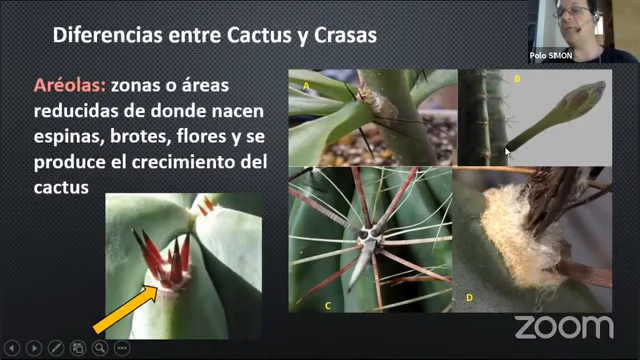 Diferencias entre Cactus y Crasas
Polo SIMON
Aréolas: zonas o áreas
reducidas de donde nacen
espinas, brotes, flores y se
produce el crecimiento del
cactus
A
B
C
D
zoom